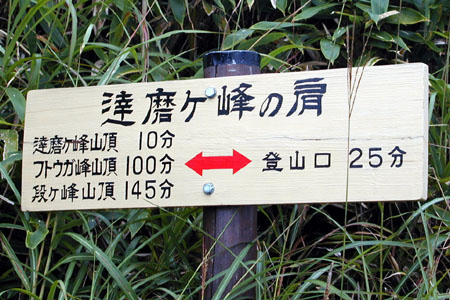 達磨ヶ峰の肩
達磨ヶ峰山頂 10分
フトウガ峰山頂 100分
段ヶ峰山頂 145分
登山口 25分